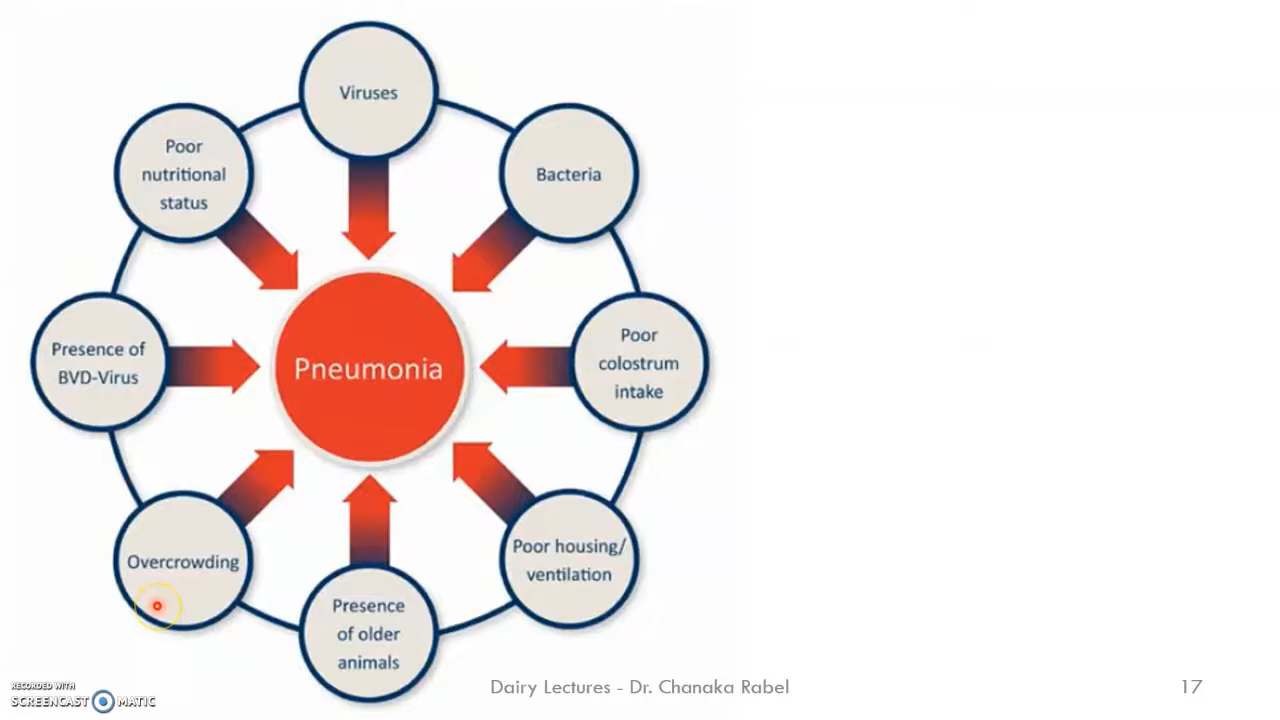 Viruses
Poor
nutritional
status
Bacteria
Presence of
BVD-Virus
Pneumonia
Poor
colostrum
intake
Overcrowding
Poor housing/
ventilation
Presence
of older
animals
RECORDED WITH
SCREENCAST MATIC
Dairy Lectures - Dr. Chanaka Rabel
17